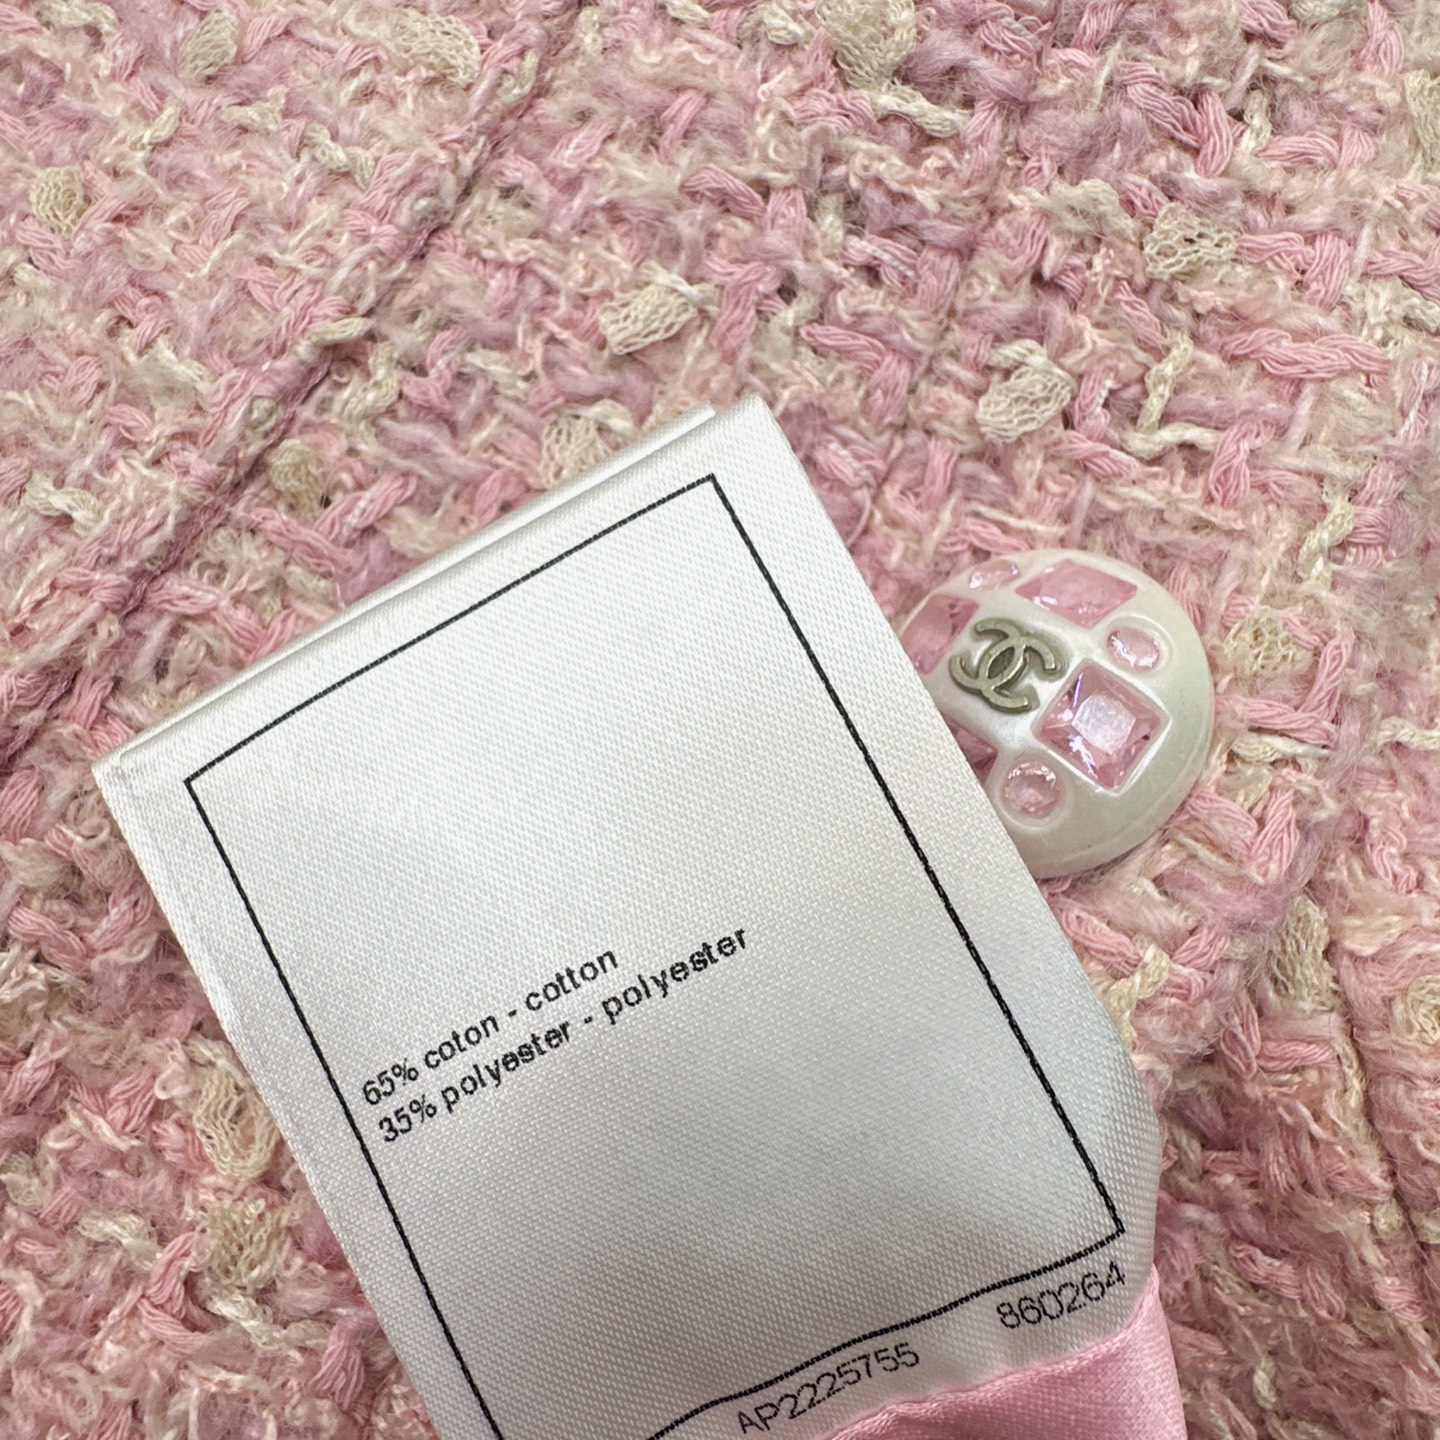 65% coton - cotton
35% polyester - polyester
860264
AP2225755